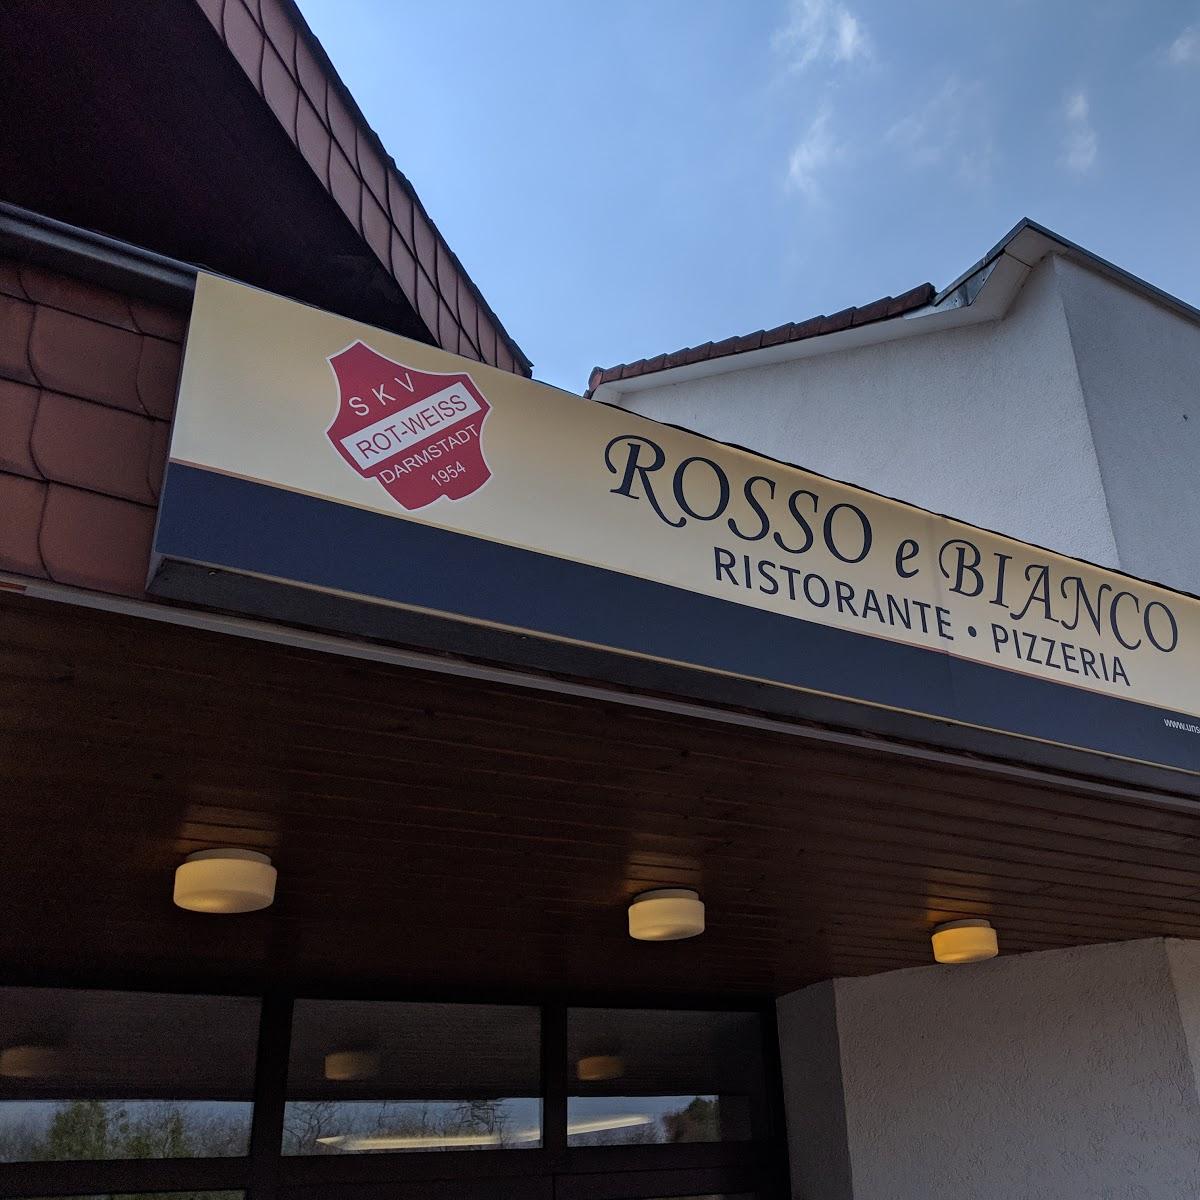 SKV
ROT-WEISS
DARMSTADT
1954
ROSSO e BIANCO
RISTORANTE • PIZZERIA